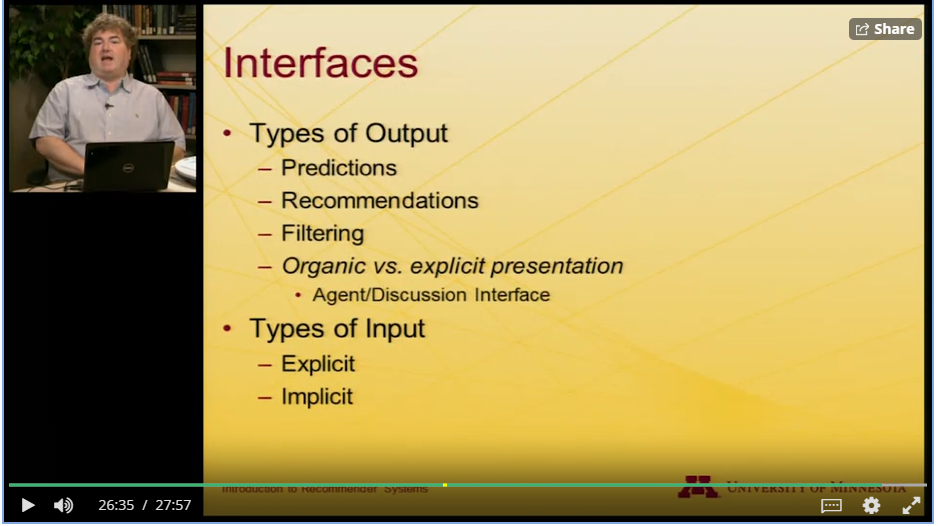 Share
Interfaces
• Types of Output
– Predictions
– Recommendations
– Filtering
– Organic vs. explicit presentation
• Agent/Discussion Interface
• Types of Input
– Explicit
– Implicit
Introduction to Recommender Systems
UNIVERSITY OF MINNESOTA
26:35 / 27:57